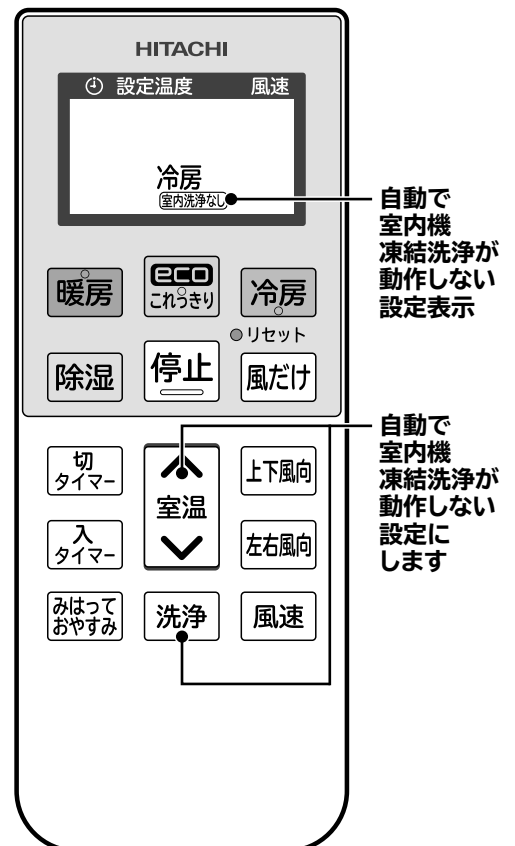 HITACHI
設定温度 風速
冷房
室内洗浄なし
自動で
室内機
凍結洗浄が
動作しない
設定表示
暖房
eco
これっきり
冷房
リセット
除湿
停止
風だけ
自動で
室内機
凍結洗浄が
動作しない
設定に
します
切
タイマー
室温
上下風向
入
タイマー
左右風向
みはって
おやすみ
洗浄
風速